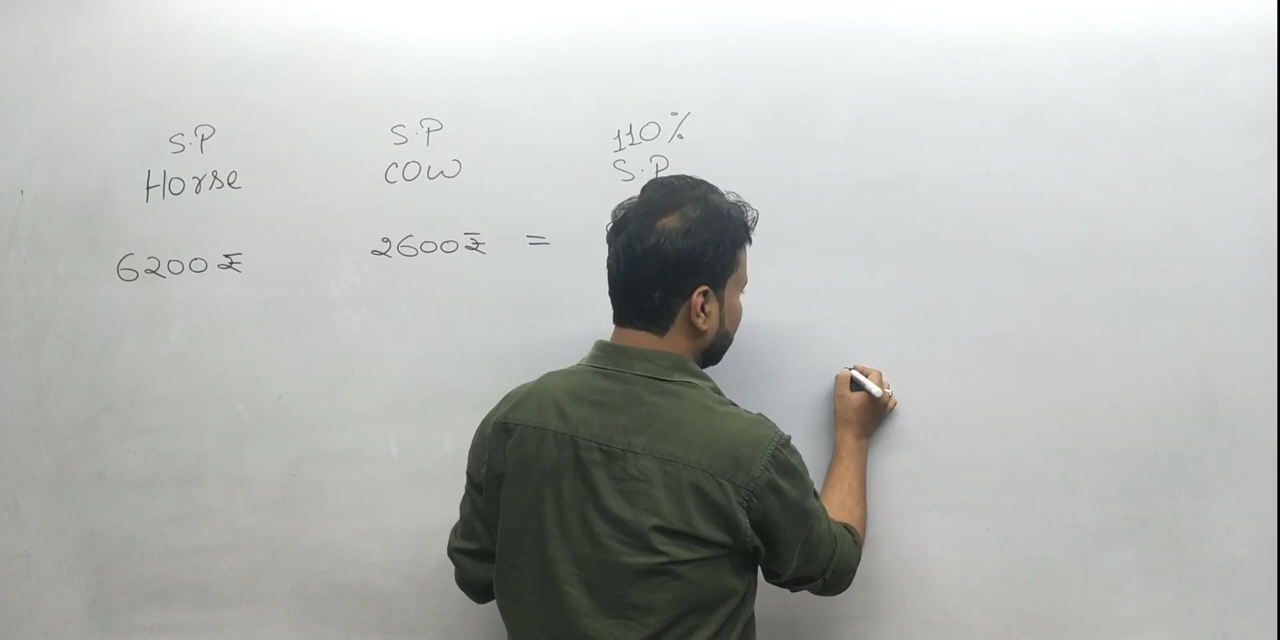 S.P
Horse
6200₹
S.P
COW
2600₹ =
110%
S.P